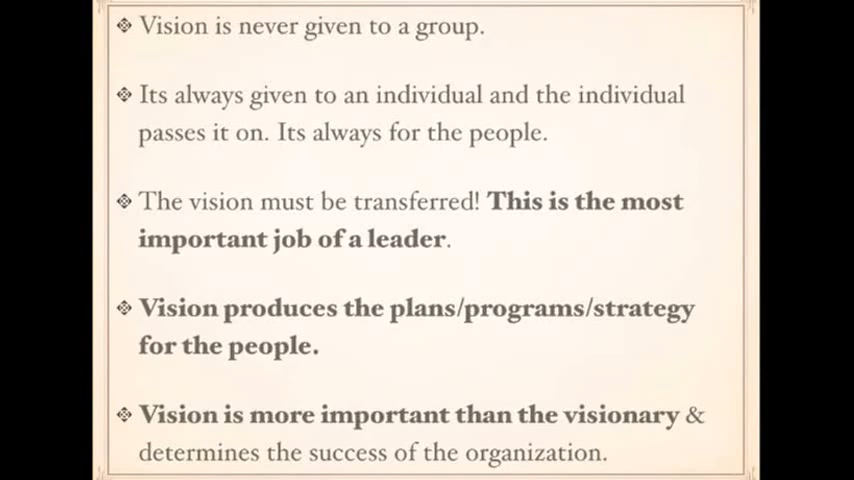 Vision is never given to a group.
Its always given to an individual and the individual
passes it on. Its always for the people.
The vision must be transferred! This is the most
important job of a leader.
Vision produces the plans/programs/strategy
for the people.
Vision is more important than the visionary &
determines the success of the organization.